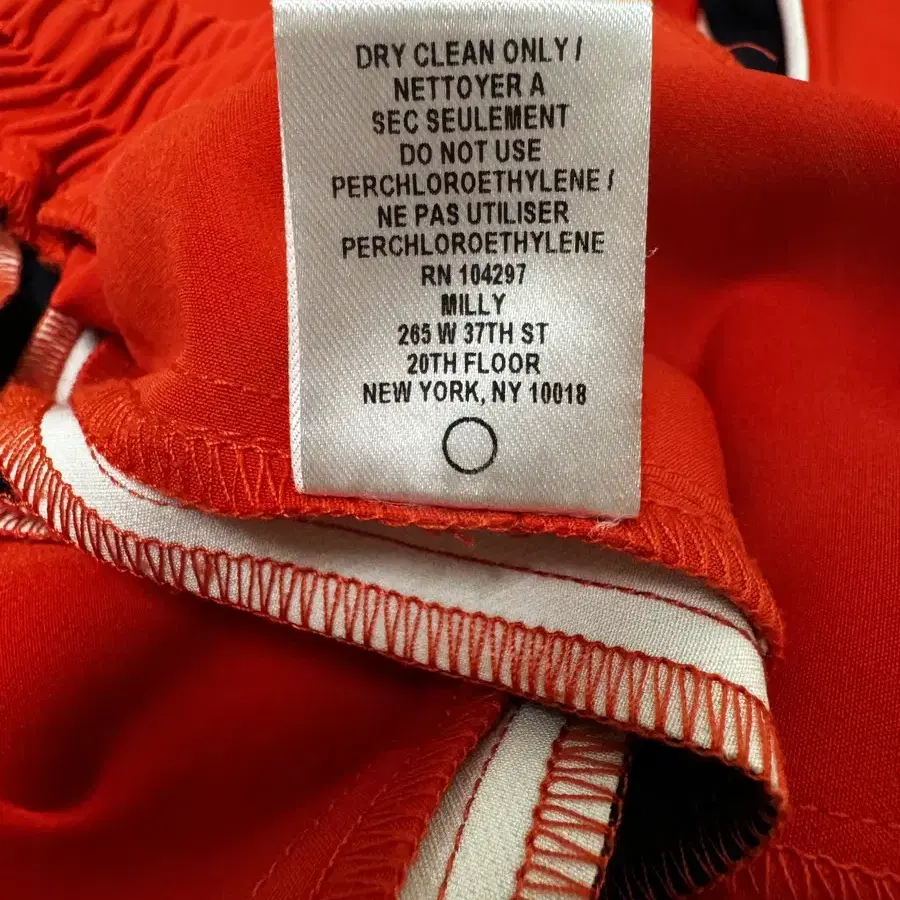 DRY CLEAN ONLY /
NETTOYER A
SEC SEULEMENT
DO NOT USE
PERCHLOROETHYLENE /
NE PAS UTILISER
PERCHLOROETHYLENE
RN 104297
MILLY
265 W 37TH ST
20TH FLOOR
NEW YORK, NY 10018